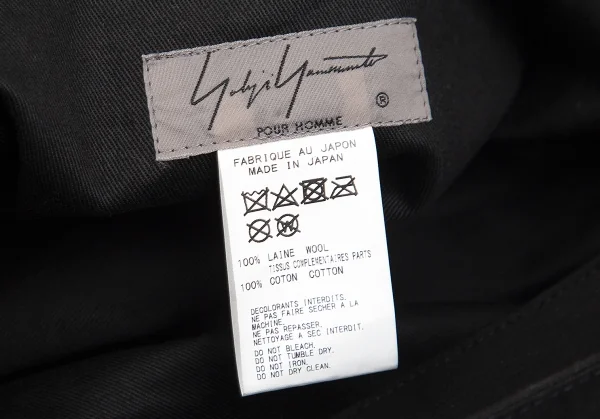 Yohji Yamamoto
®
POUR HOMME
FABRIQUE AU JAPON
MADE IN JAPAN
100% LAINE WOOL
TISSUS COMPLEMENTAIRES PARTS
100% COTON COTTON
DECOLORANTS INTERDITS.
NE PAS FAIRE SECHER A LA
MACHINE
NE PAS REPASSER.
NETTOYAGE A SEC INTERDIT.
DO NOT BLEACH.
DO NOT TUMBLE DRY.
DO NOT IRON.
DO NOT DRY CLEAN.